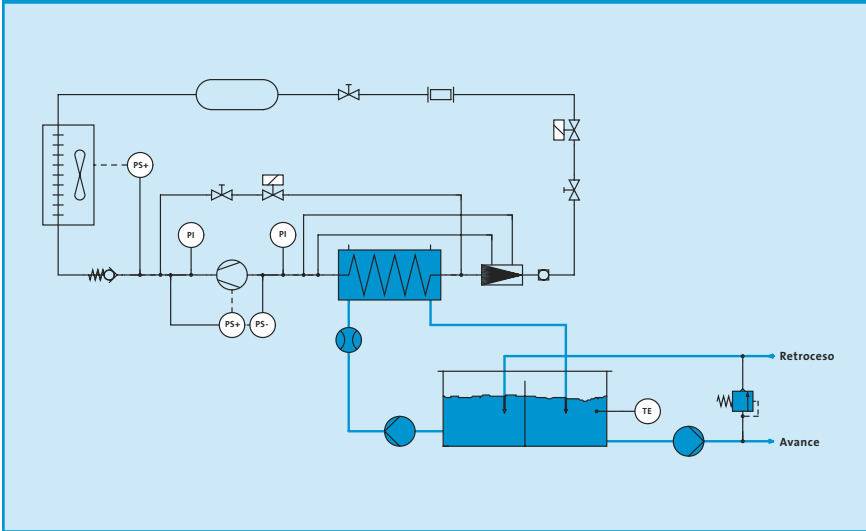 PS+
PI
PI
PS+
PS-
Retroceso
TE
Avance